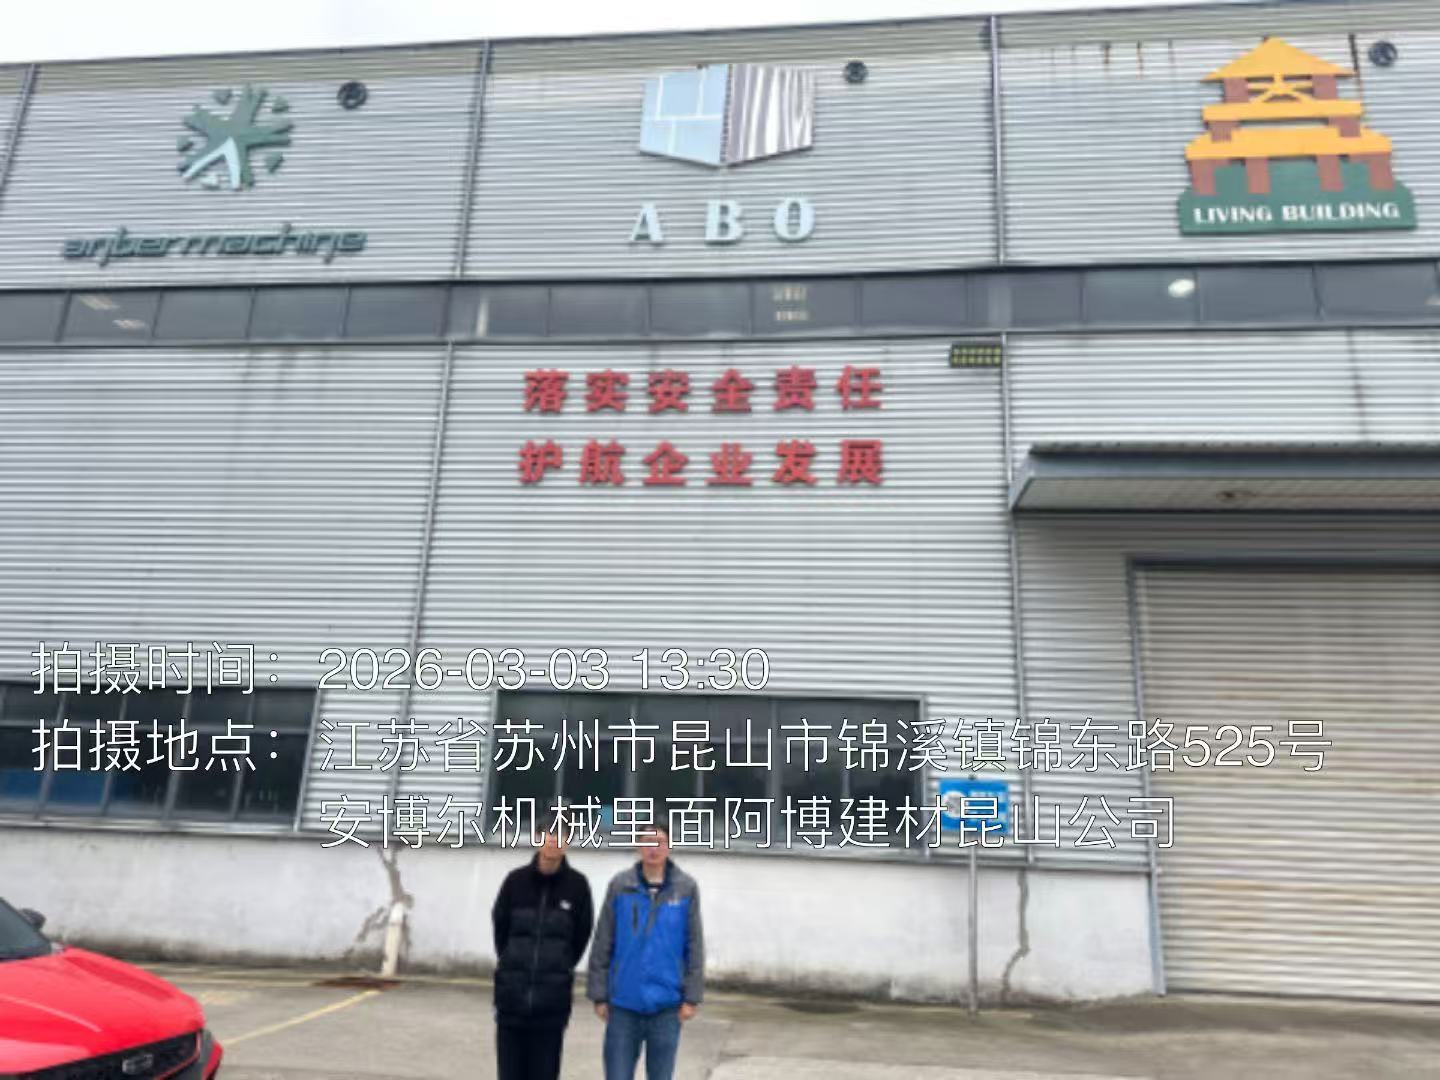 antermachine
ABO
LIVING BUILDING
落实安全责任
护航企业发展
拍摄时间：2026-03-03 13:30
拍摄地点：江苏省苏州市昆山市锦溪镇锦东路525号
安博尔机械里面阿博建材昆山公司